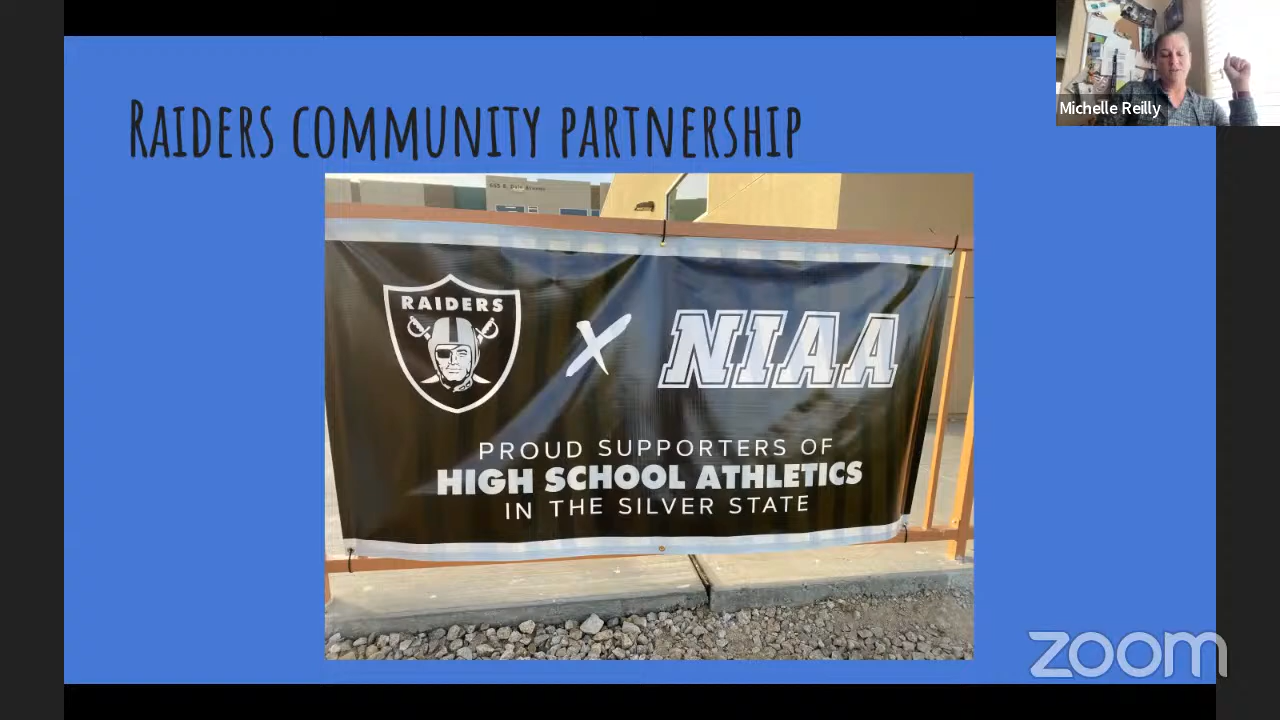 Michelle Reilly
Raiders community partnership
RAIDERS
X NIAA
PROUD SUPPORTERS OF
HIGH SCHOOL ATHLETICS
IN THE SILVER STATE
zoom